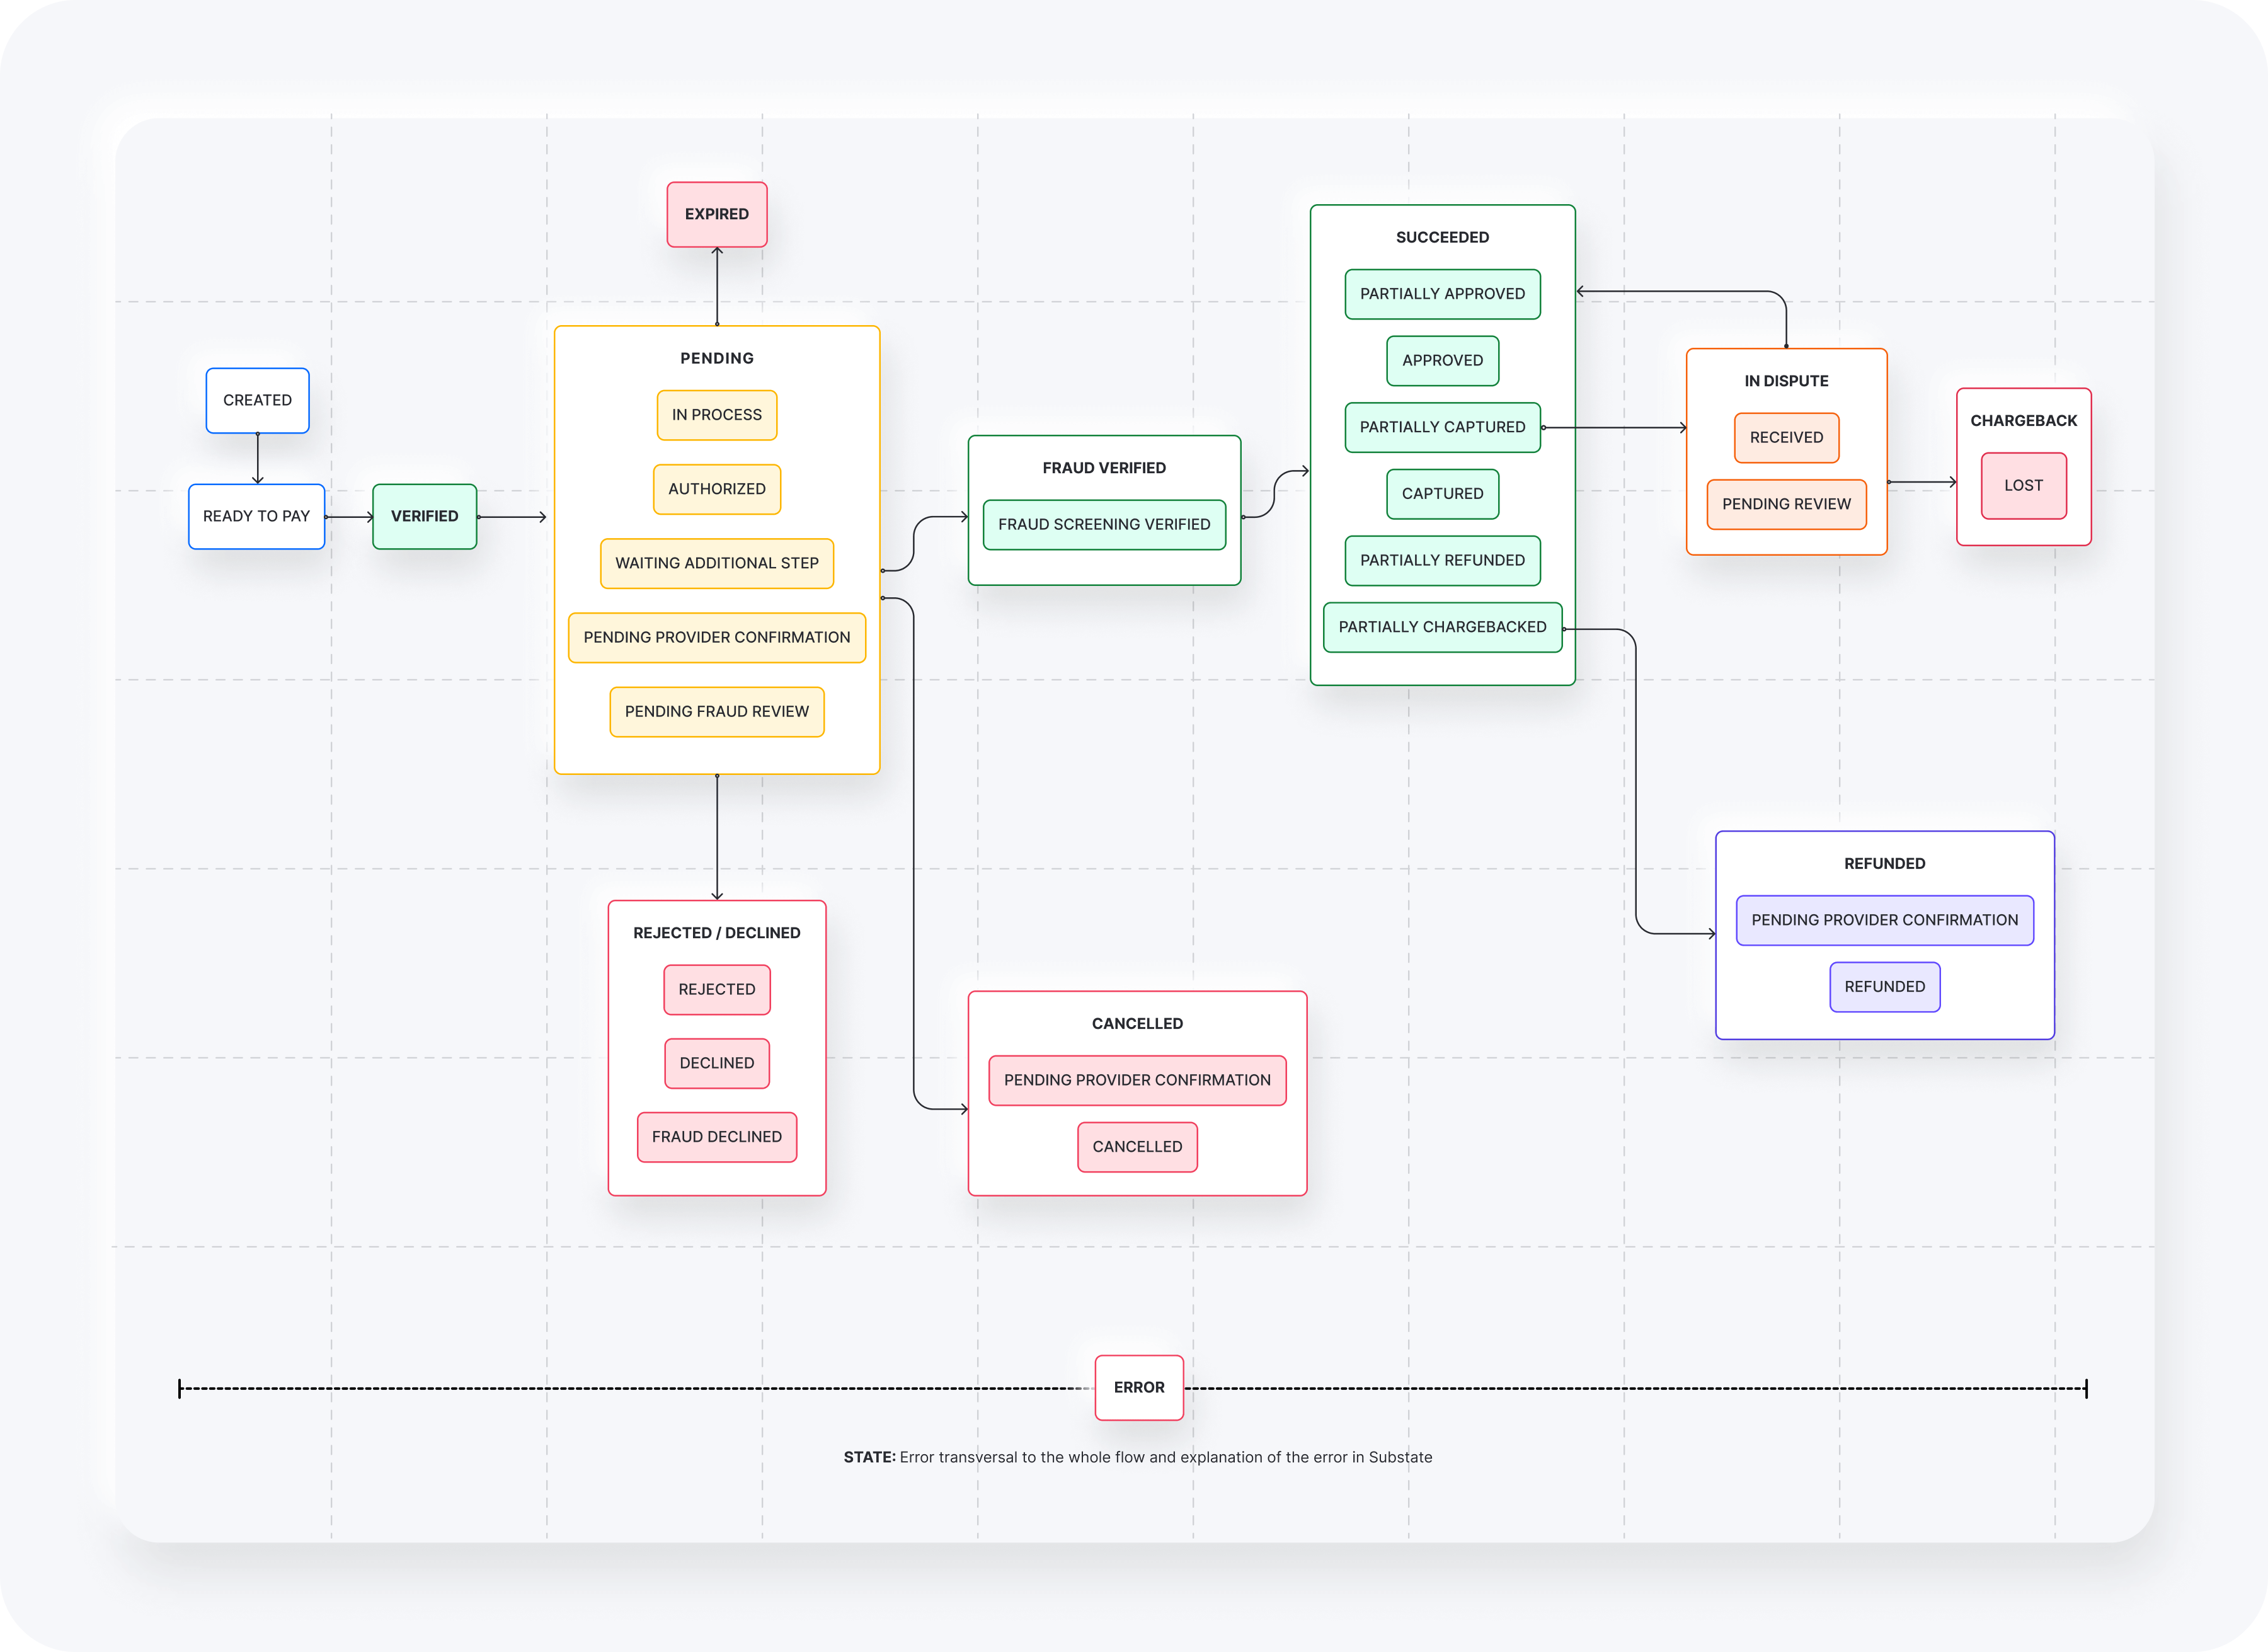 CREATED
READY TO PAY
VERIFIED
EXPIRED
PENDING
IN PROCESS
AUTHORIZED
WAITING ADDITIONAL STEP
PENDING PROVIDER CONFIRMATION
PENDING FRAUD REVIEW
REJECTED / DECLINED
REJECTED
DECLINED
FRAUD DECLINED
FRAUD VERIFIED
FRAUD SCREENING VERIFIED
CANCELLED
PENDING PROVIDER CONFIRMATION
CANCELLED
SUCCEEDED
PARTIALLY APPROVED
APPROVED
PARTIALLY CAPTURED
CAPTURED
PARTIALLY REFUNDED
PARTIALLY CHARGEBACKED
IN DISPUTE
RECEIVED
PENDING REVIEW
CHARGEBACK
LOST
REFUNDED
PENDING PROVIDER CONFIRMATION
REFUNDED
ERROR
STATE: Error transversal to the whole flow and explanation of the error in Substate